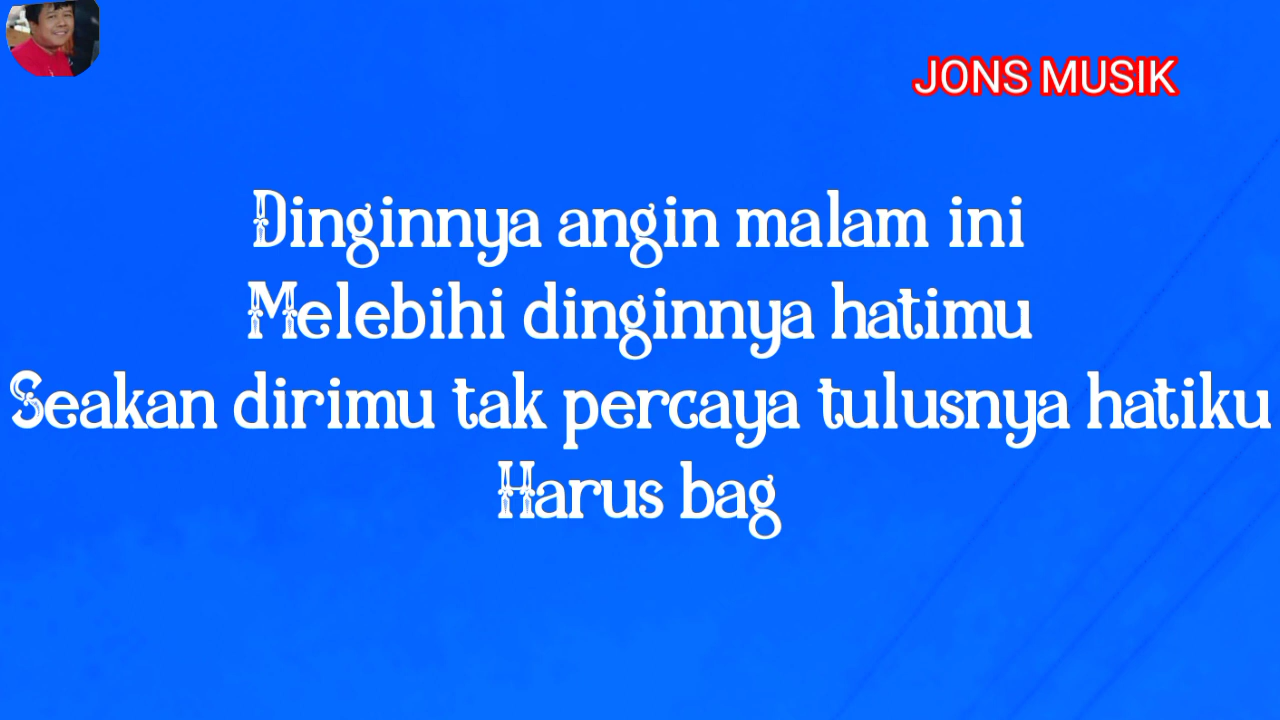 JONS MUSIK
Dinginnya angin malam ini
Melebihi dinginnya hatimu
Seakan dirimu tak percaya tulusnya hatiku
Harus bag